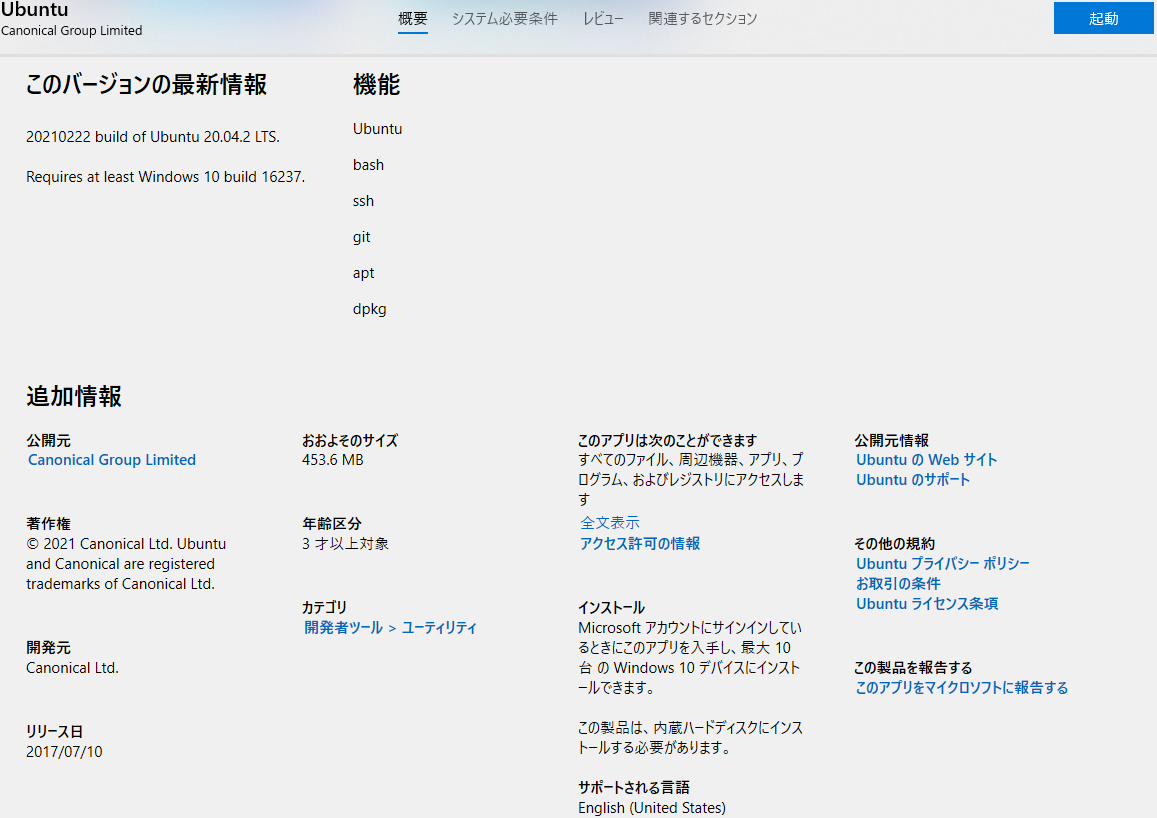 Ubuntu
Canonical Group Limited
概要
システム必要条件
レビュー
関連するセクション
起動
このバージョンの最新情報
20210222 build of Ubuntu 20.04.2 LTS.
Requires at least Windows 10 build 16237.
機能
Ubuntu
bash
ssh
git
apt
dpkg
追加情報
公開元
Canonical Group Limited
著作権
© 2021 Canonical Ltd. Ubuntu
and Canonical are registered
trademarks of Canonical Ltd.
開発元
Canonical Ltd.
リリース日
2017/07/10
おおよそのサイズ
453.6 MB
年齢区分
3 才以上対象
カテゴリ
開発者ツール > ユーティリティ
このアプリは次のことができます
すべてのファイル、周辺機器、アプリ、プ
ログラム、およびレジストリにアクセスしま
す
全文表示
アクセス許可の情報
インストール
Microsoft アカウントにサインインしてい
るときにこのアプリを入手し、最大 10
台 の Windows 10 デバイスにインスト
ールできます。
この製品は、内蔵ハードディスクにインス
トールする必要があります。
サポートされる言語
English (United States)
公開元情報
Ubuntu の Web サイト
Ubuntu のサポート
その他の規約
Ubuntu プライバシー ポリシー
お取引の条件
Ubuntu ライセンス条項
この製品を報告する
このアプリをマイクロソフトに報告する